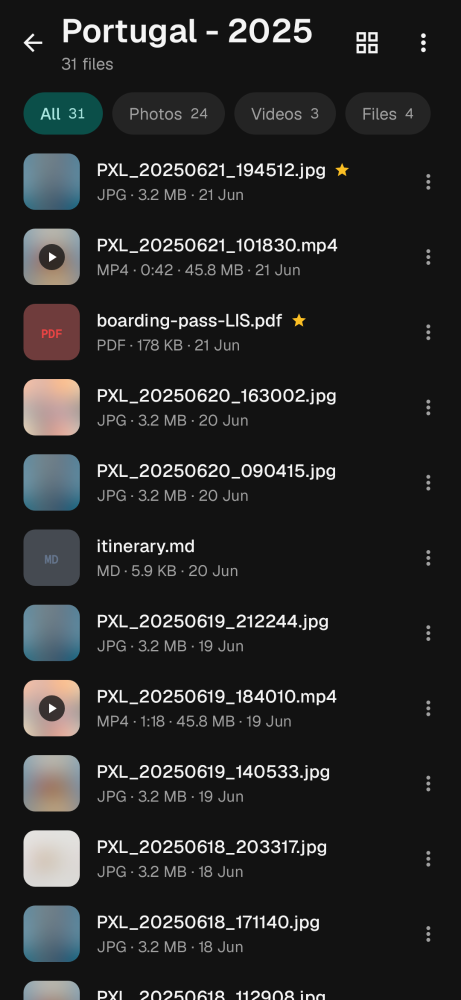 Portugal - 2025
31 files
All 31
Photos 24
Videos 3
Files 4
PXL_20250621_194512.jpg
JPG · 3.2 MB · 21 Jun
PXL_20250621_101830.mp4
MP4 · 0:42 · 45.8 MB · 21 Jun
PDF
boarding-pass-LIS.pdf
PDF · 178 KB · 21 Jun
PXL_20250620_163002.jpg
JPG · 3.2 MB · 20 Jun
PXL_20250620_090415.jpg
JPG · 3.2 MB · 20 Jun
MD
itinerary.md
MD · 5.9 KB · 20 Jun
PXL_20250619_212244.jpg
JPG · 3.2 MB · 19 Jun
PXL_20250619_184010.mp4
MP4 · 1:18 · 45.8 MB · 19 Jun
PXL_20250619_140533.jpg
JPG · 3.2 MB · 19 Jun
PXL_20250618_203317.jpg
JPG · 3.2 MB · 18 Jun
PXL_20250618_171140.jpg
JPG · 3.2 MB · 18 Jun
PXL_20250618_112908.jpg